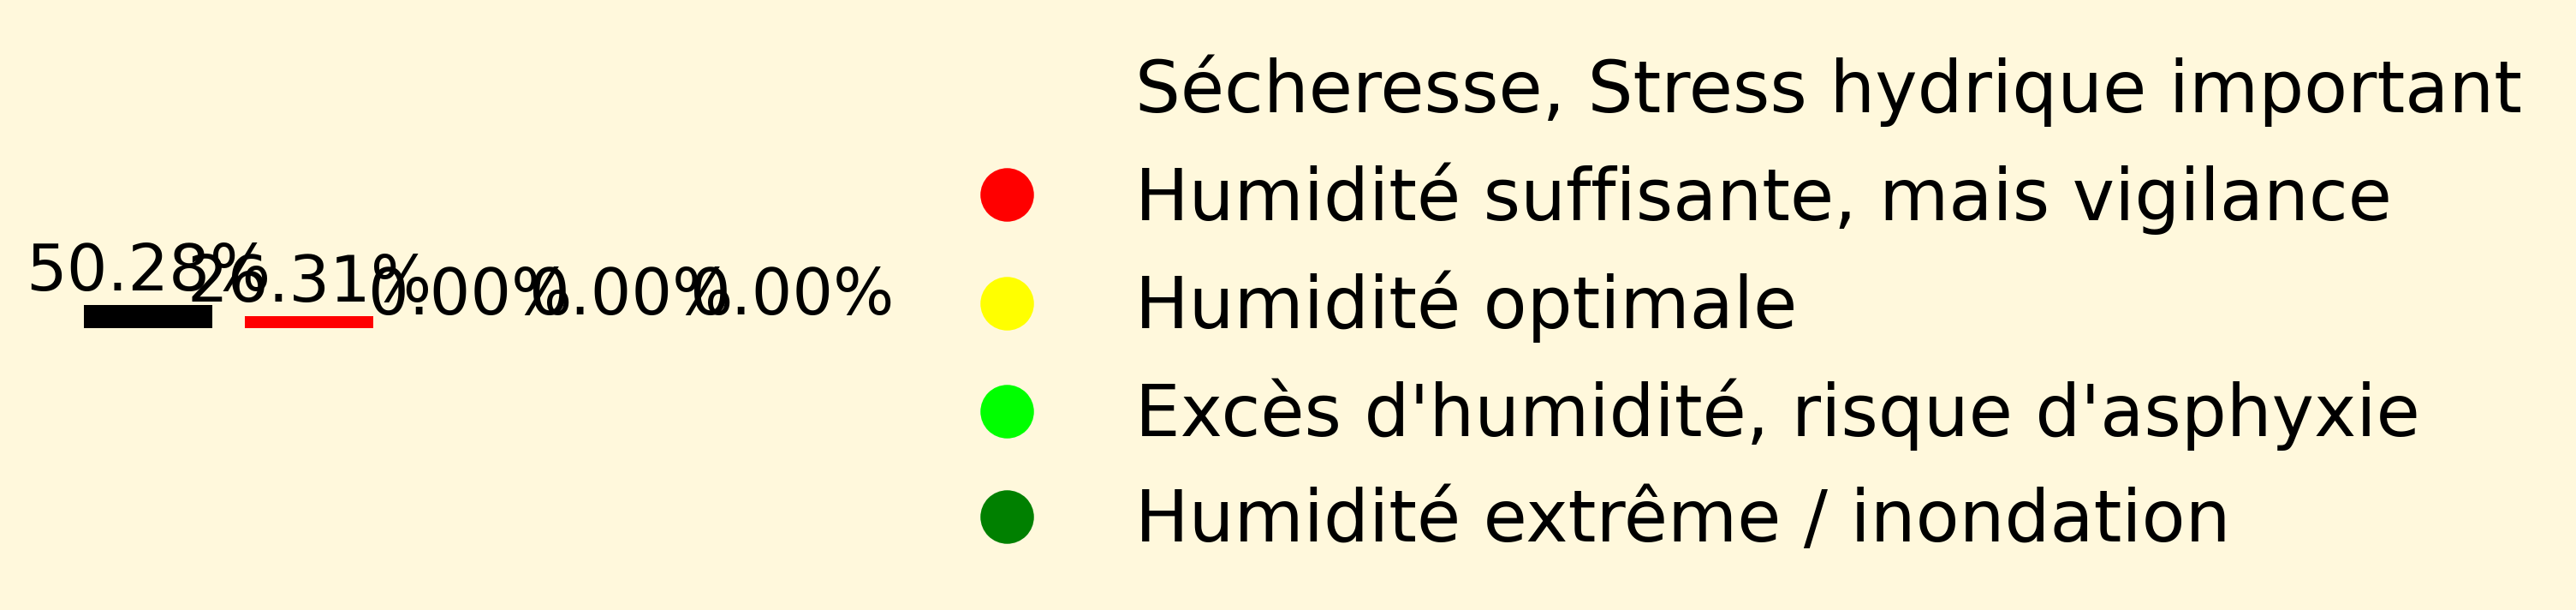 Sécheresse, Stress hydrique important
Humidité suffisante, mais vigilance
Humidité optimale
Excès d'humidité, risque d'asphyxie
Humidité extrême / inondation
50.28%
26.31%
0.00%
0.00%
0.00%